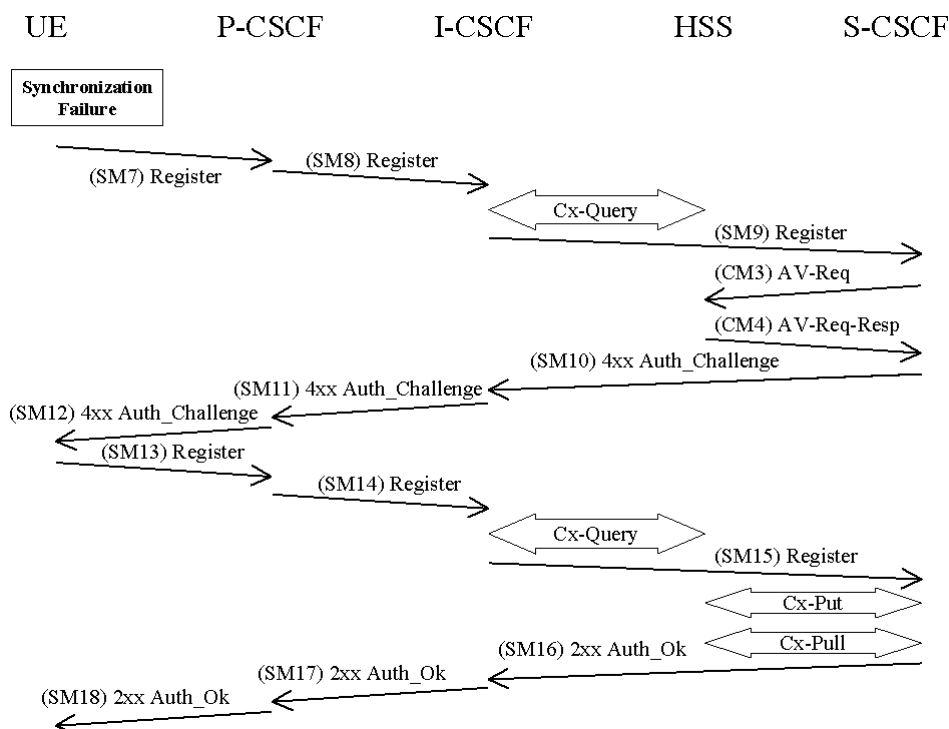 UE P-CSCF I-CSCF HSS S-CSCF
Synchronization
Failure
(SM7) Register
(SM8) Register
Cx-Query
(SM9) Register
(CM3) AV-Req
(CM4) AV-Req-Resp
(SM10) 4xx Auth_Challenge
(SM11) 4xx Auth_Challenge
(SM12) 4xx Auth_Challenge
(SM13) Register
(SM14) Register
Cx-Query
(SM15) Register
Cx-Put
Cx-Pull
(SM16) 2xx Auth_Ok
(SM17) 2xx Auth_Ok
(SM18) 2xx Auth_Ok